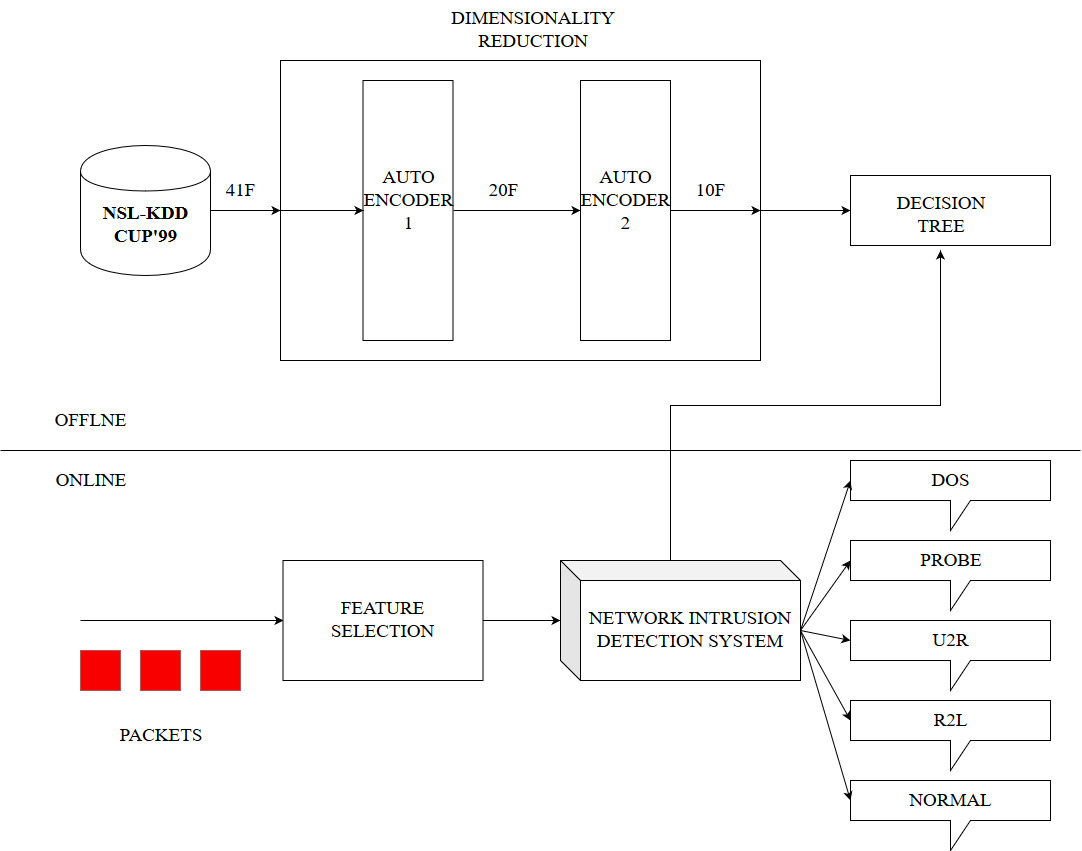 DIMENSIONALITY
REDUCTION
NSL-KDD
CUP'99
41F
AUTO
ENCODER
1
20F
AUTO
ENCODER
2
10F
DECISION
TREE
OFFLNE
ONLINE
PACKETS
FEATURE
SELECTION
NETWORK INTRUSION
DETECTION SYSTEM
DOS
PROBE
U2R
R2L
NORMAL